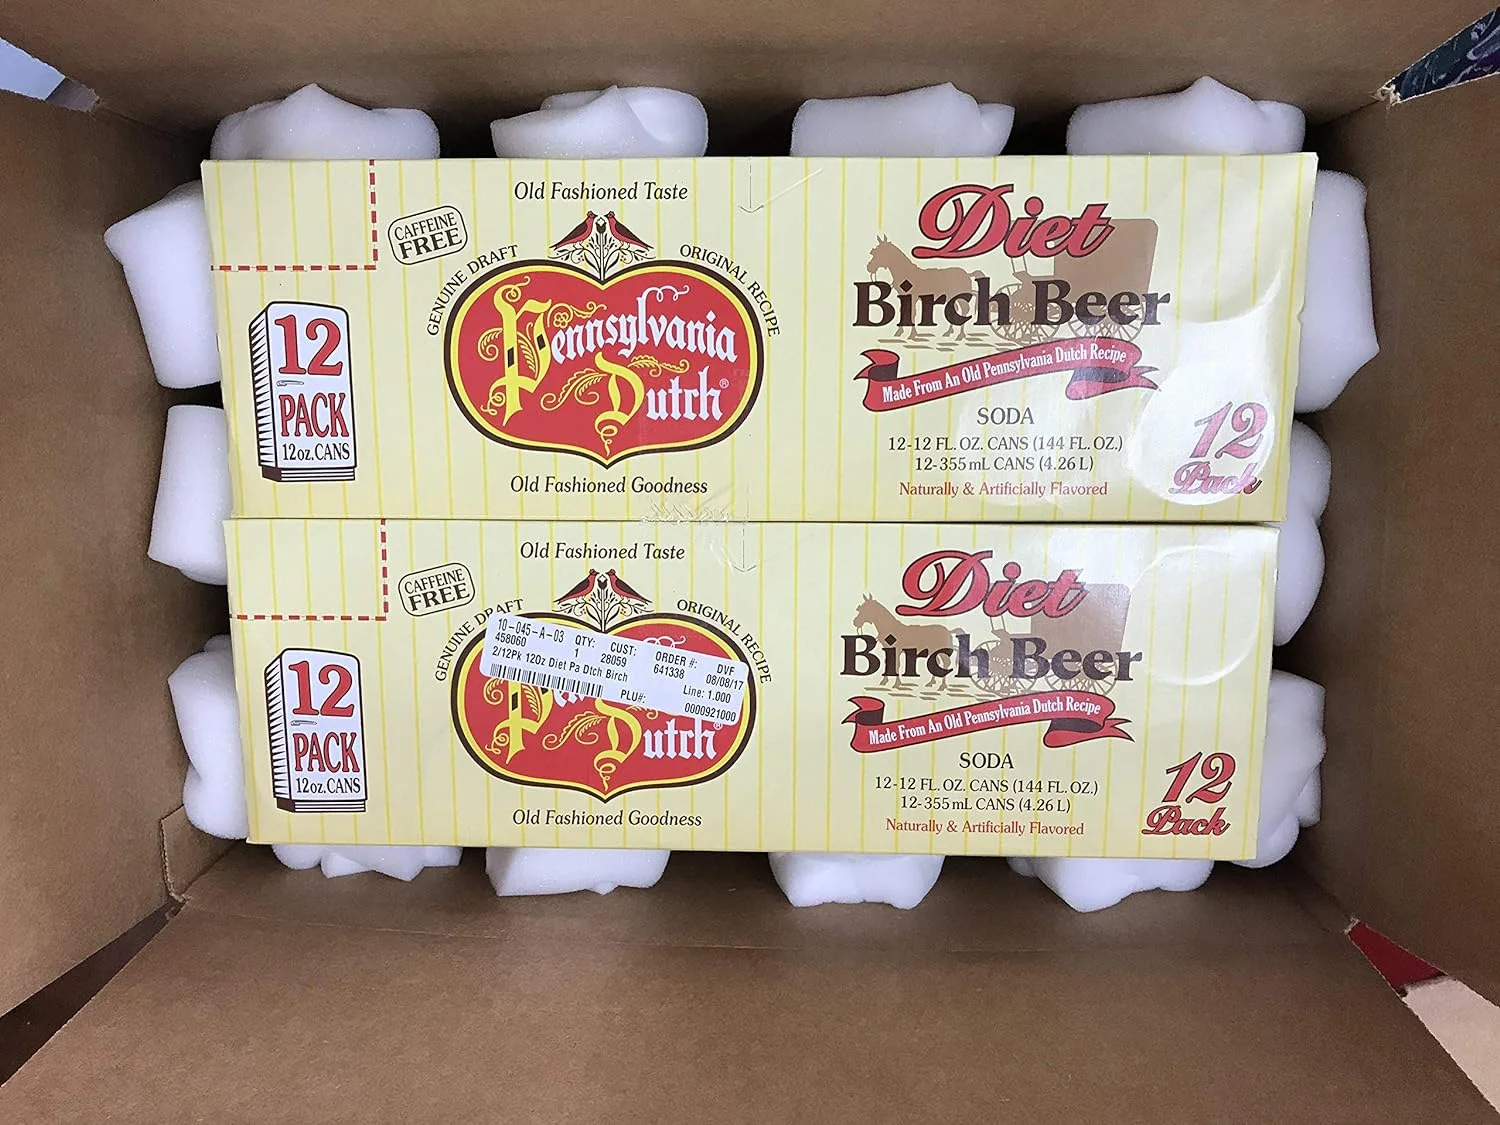 Old Fashioned Taste
CAFFEINE
FREE
GENUINE DRAFT
ORIGINAL RECIPE
Pennsylvania
Dutch®
Old Fashioned Goodness
12
PACK
12oz. CANS
Diet
Birch Beer
Made From An Old Pennsylvania Dutch Recipe
SODA
12-12 FL. OZ. CANS (144 FL. OZ.)
12-355mL CANS (4.26 L)
Naturally & Artificially Flavored
12
Pack
Old Fashioned Taste
CAFFEINE
FREE
GENUINE DRAFT
ORIGINAL RECIPE
10-045-A-03 QTY: CUST: ORDER #: DVF
458060 1 28059 641338 08/08/17
2/12Pk 12Oz Diet Pa Dtch Birch Line: 1.000
PLU#: 0000921000
Dutch®
Old Fashioned Goodness
12
PACK
12oz. CANS
Diet
Birch Beer
Made From An Old Pennsylvania Dutch Recipe
SODA
12-12 FL. OZ. CANS (144 FL. OZ.)
12-355mL CANS (4.26 L)
Naturally & Artificially Flavored
12
Pack